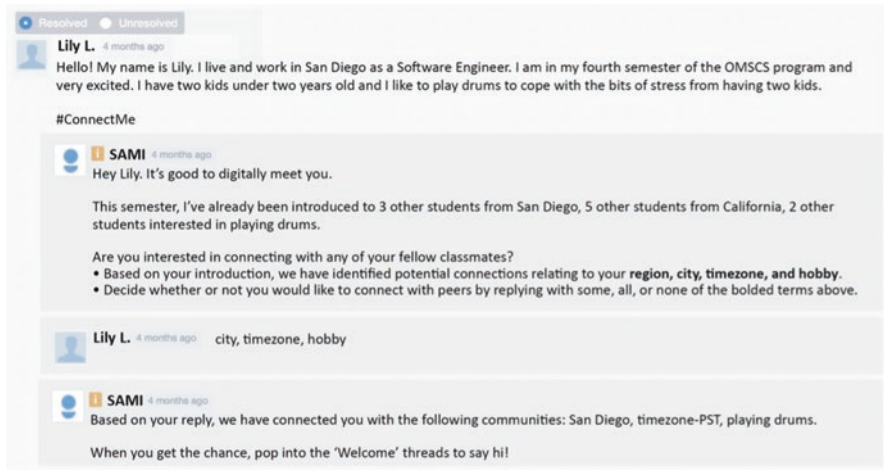 Resolved Unresolved
Lily L. 4 months ago
Hello! My name is Lily. I live and work in San Diego as a Software Engineer. I am in my fourth semester of the OMSCS program and
very excited. I have two kids under two years old and I like to play drums to cope with the bits of stress from having two kids.
#ConnectMe
i SAMI 4 months ago
Hey Lily. It's good to digitally meet you.
This semester, I've already been introduced to 3 other students from San Diego, 5 other students from California, 2 other
students interested in playing drums.
Are you interested in connecting with any of your fellow classmates?
• Based on your introduction, we have identified potential connections relating to your region, city, timezone, and hobby.
• Decide whether or not you would like to connect with peers by replying with some, all, or none of the bolded terms above.
Lily L. 4 months ago city, timezone, hobby
i SAMI 4 months ago
Based on your reply, we have connected you with the following communities: San Diego, timezone-PST, playing drums.
When you get the chance, pop into the 'Welcome' threads to say hi!